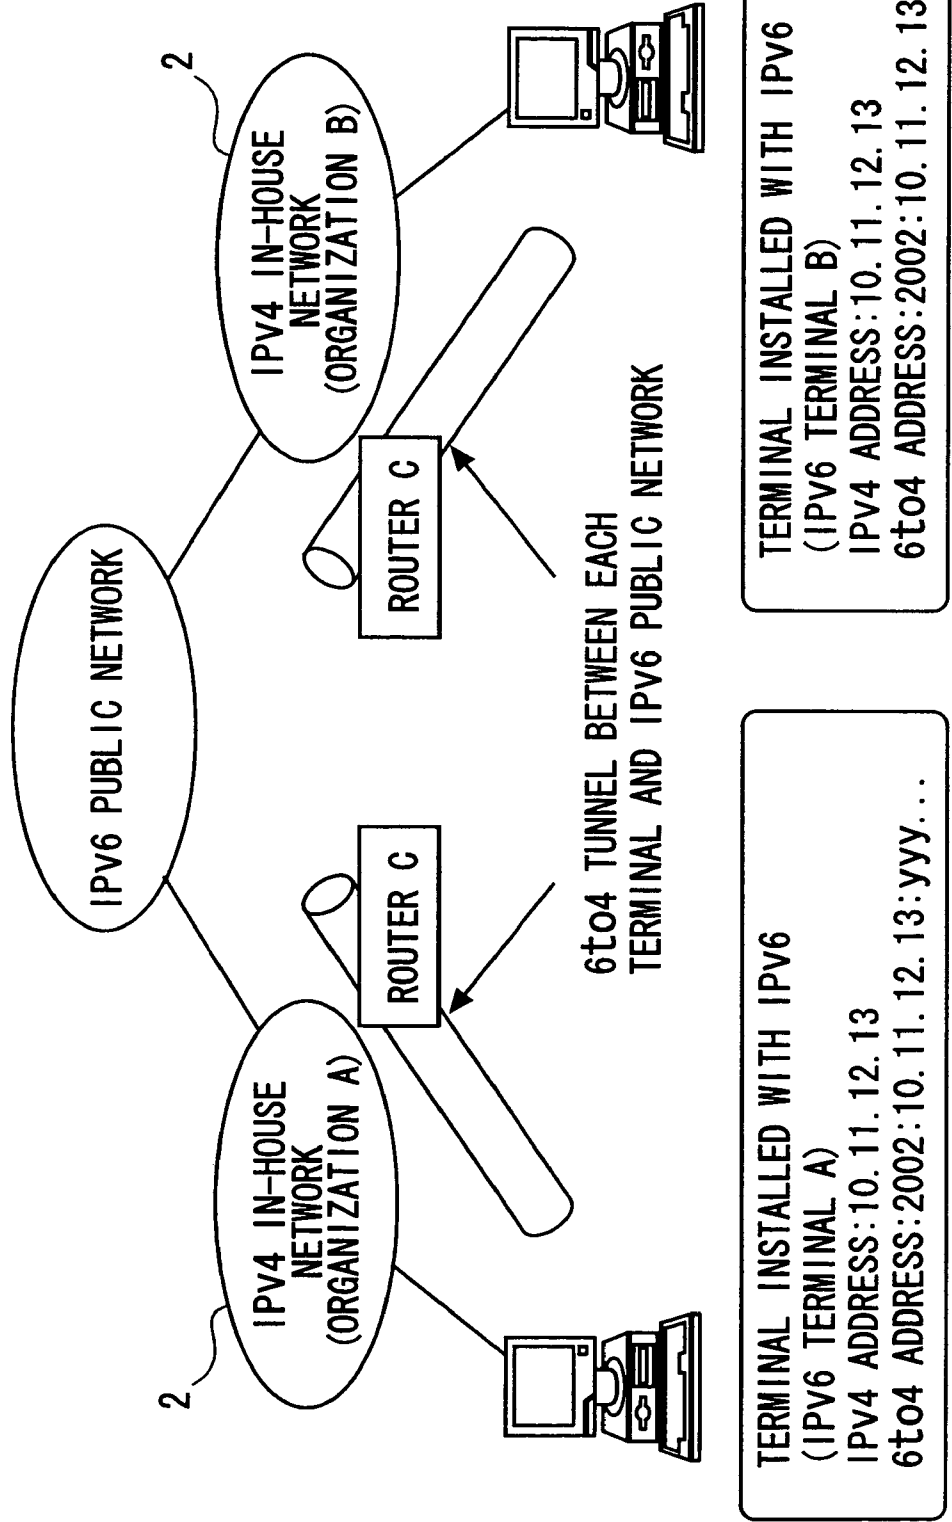 IPv6 PUBLIC NETWORK
2
IPv4 IN-HOUSE
NETWORK
(ORGANIZATION A)
2
IPv4 IN-HOUSE
NETWORK
(ORGANIZATION B)
ROUTER C
ROUTER C
6to4 TUNNEL BETWEEN EACH
TERMINAL AND IPv6 PUBLIC NETWORK
TERMINAL INSTALLED WITH IPv6
(IPv6 TERMINAL A)
IPv4 ADDRESS:10.11.12.13
6to4 ADDRESS:2002:10.11.12.13:yyy...
TERMINAL INSTALLED WITH IPv6
(IPv6 TERMINAL B)
IPv4 ADDRESS:10.11.12.13
6to4 ADDRESS:2002:10.11.12.13